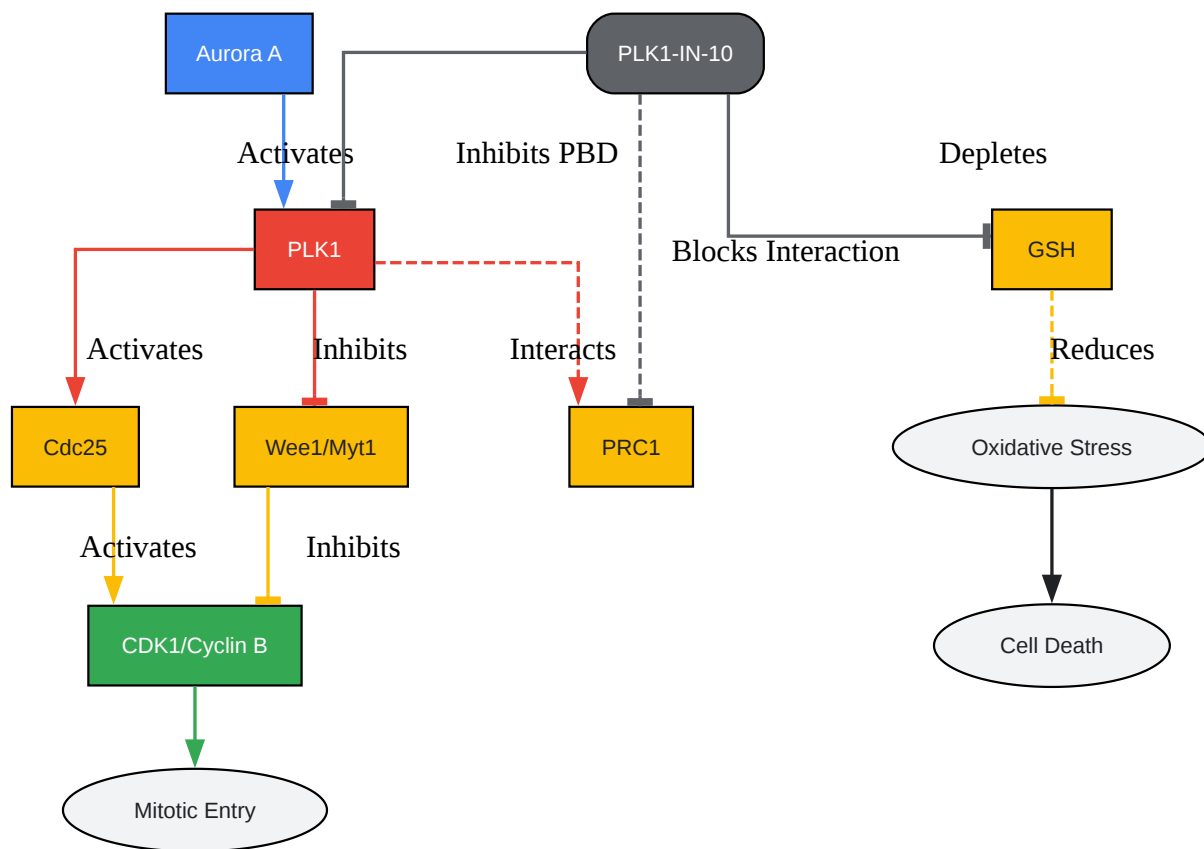 Aurora A
PLK1-IN-10
Activates
Inhibits PBD
Depletes
PLK1
Blocks Interaction
GSH
Activates
Inhibits
Interacts
Reduces
Cdc25
Wee1/Myt1
PRC1
Oxidative Stress
Activates
Inhibits
CDK1/Cyclin B
Cell Death
Mitotic Entry